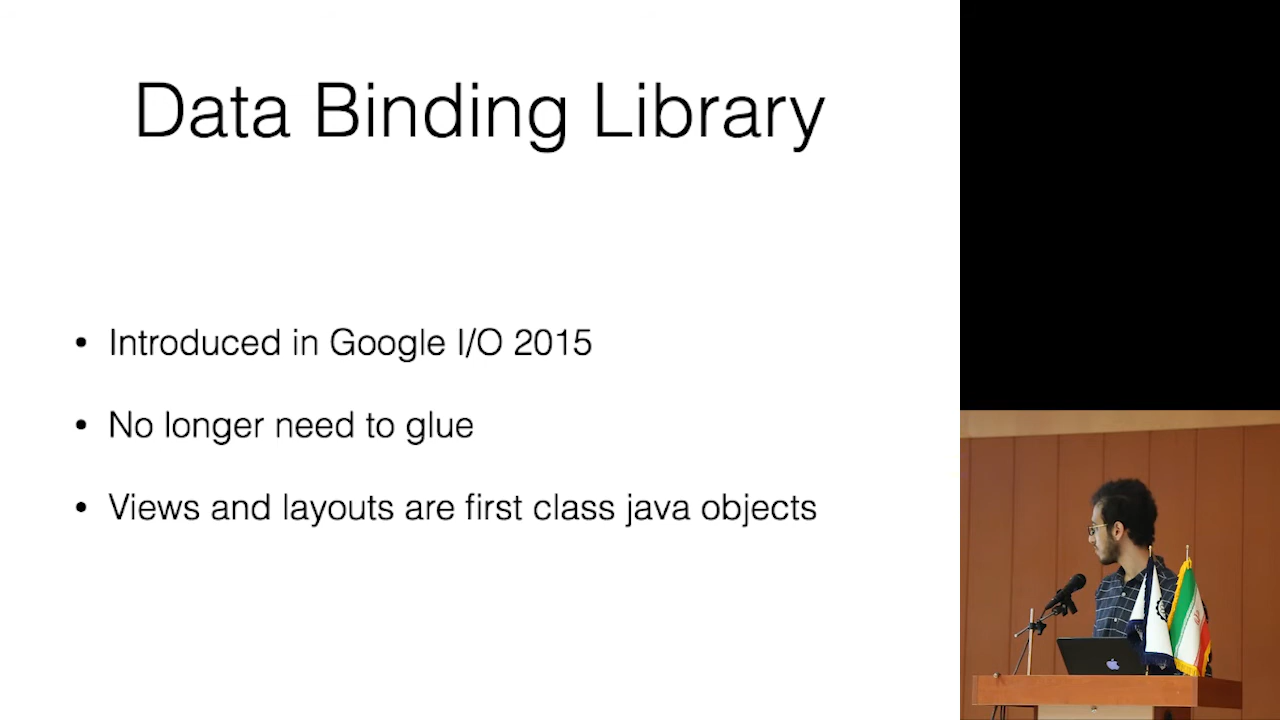 Data Binding Library
• Introduced in Google I/O 2015
• No longer need to glue
• Views and layouts are first class java objects